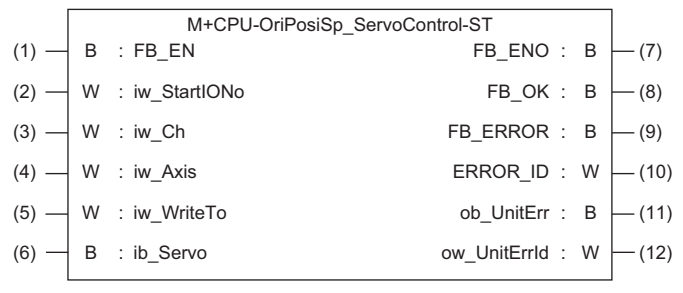 M+CPU-OriPosiSp_ServoControl-ST
(1) B : FB_EN FB_ENO : B (7)
(2) W : iw_StartIONo FB_OK : B (8)
(3) W : iw_Ch FB_ERROR : B (9)
(4) W : iw_Axis ERROR_ID : W (10)
(5) W : iw_WriteTo ob_UnitErr : B (11)
(6) B : ib_Servo ow_UnitErrId : W (12)